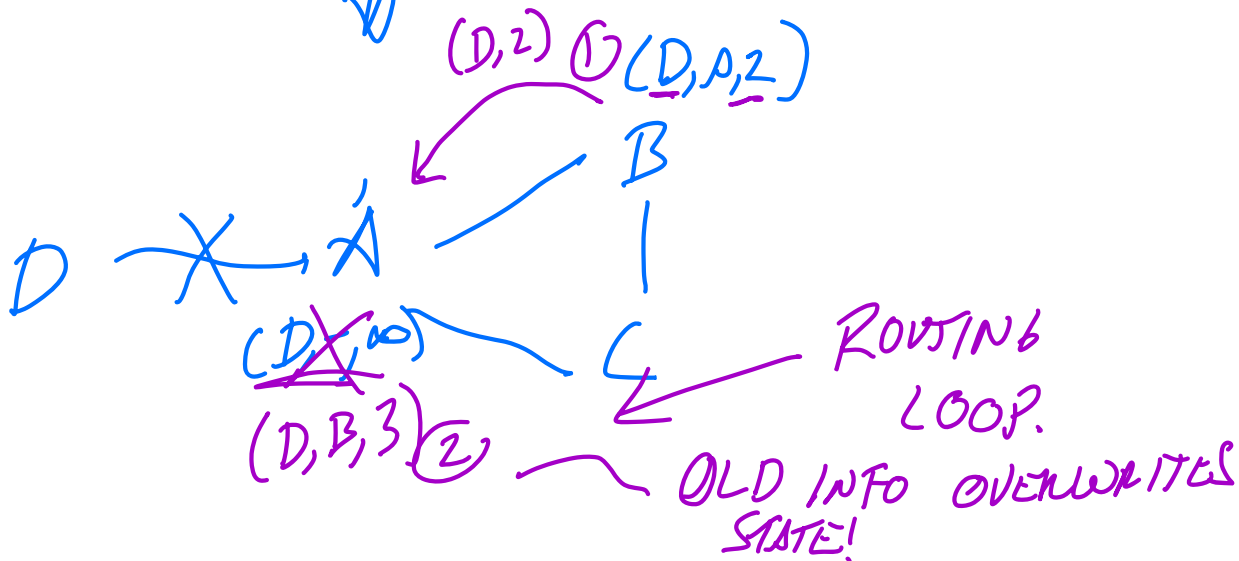 (D,2) ① (D,A,2)
B
D A
(D,-,∞) C
(D,B,3) ②
ROUTING
LOOP.
OLD INFO OVERWRITES
STATE!